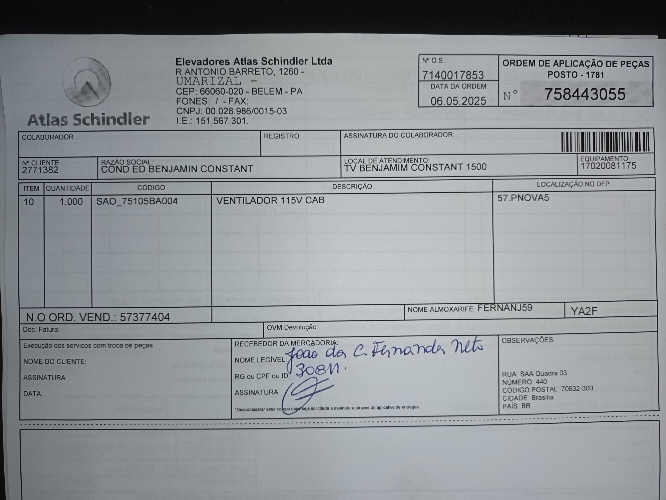 Atlas Schindler
Elevadores Atlas Schindler Ltda
R ANTONIO BARRETO, 1260 -
UMARIZAL -
CEP: 66060-020 - BELEM - PA
FONES: / - FAX:
CNPJ: 00 028.986/0015-03
I.E.: 151.567.301.
Nº O.S.:
7140017853
DATA DA ORDEM
06.05.2025
ORDEM DE APLICAÇÃO DE PEÇAS
POSTO - 1781
N° 758443055
COLABORADOR
REGISTRO
ASSINATURA DO COLABORADOR
Nº CLIENTE
2771382
RAZÃO SOCIAL
COND ED BENJAMIN CONSTANT
LOCAL DE ATENDIMENTO:
TV BENJAMIM CONSTANT 1500
EQUIPAMENTO
17020081175
ITEM QUANTIDADE CÓDIGO DESCRIÇÃO LOCALIZAÇÃO NO DEP
10 1,000 SAO_75105BA004 VENTILADOR 115V CAB 57.PNOVA5
N.O ORD. VEND.: 57377404
NOME ALMOXARIFE: FERNANJ59 YA2F
Doc. Fatura:
OVM Devolução
Execução dos serviços com troca de peças
NOME DO CLIENTE:
ASSINATURA
DATA
RECEBEDOR DA MERCADORIA:
NOME LEGÍVEL João dos C. Fernandes Neto
RG ou CPF ou ID
ASSINATURA
OBSERVAÇÕES:
RUA: SAA Quadra 03
NÚMERO: 440
CÓDIGO POSTAL: 70632-300
CIDADE: Brasília
PAÍS: BR